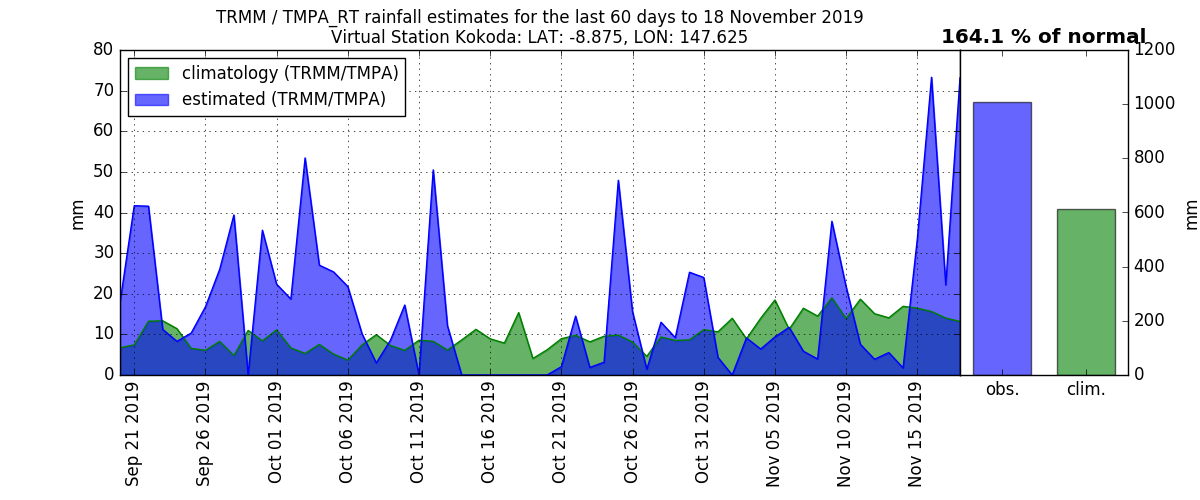 TRMM / TMPA_RT rainfall estimates for the last 60 days to 18 November 2019
Virtual Station Kokoda: LAT: -8.875, LON: 147.625
164.1 % of normal
climatology (TRMM/TMPA)
estimated (TRMM/TMPA)
mm
80
70
60
50
40
30
20
10
0
Sep 21 2019
Sep 26 2019
Oct 01 2019
Oct 06 2019
Oct 11 2019
Oct 16 2019
Oct 21 2019
Oct 26 2019
Oct 31 2019
Nov 05 2019
Nov 10 2019
Nov 15 2019
obs.
clim.
1200
1000
800
600
400
200
0
mm